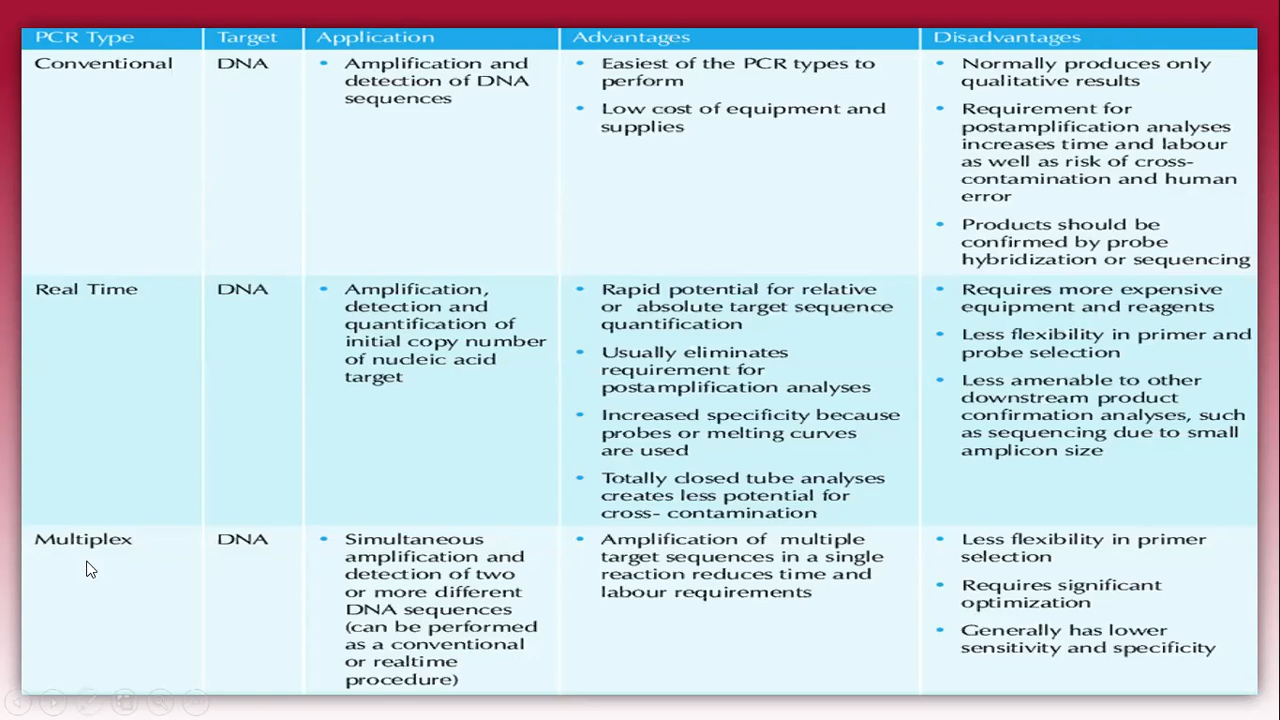 PCR Type Target Application Advantages Disadvantages
Conventional
DNA
• Amplification and
detection of DNA
sequences
• Easiest of the PCR types to
perform
• Low cost of equipment and
supplies
• Normally produces only
qualitative results
• Requirement for
postamplification analyses
increases time and labour
as well as risk of cross-
contamination and human
error
• Products should be
confirmed by probe
hybridization or sequencing
Real Time
DNA
• Amplification,
detection and
quantification of
initial copy number
of nucleic acid
target
• Rapid potential for relative
or absolute target sequence
quantification
• Usually eliminates
requirement for
postamplification analyses
• Increased specificity because
probes or melting curves
are used
• Totally closed tube analyses
creates less potential for
cross- contamination
• Requires more expensive
equipment and reagents
• Less flexibility in primer and
probe selection
• Less amenable to other
downstream product
confirmation analyses, such
as sequencing due to small
amplicon size
Multiplex
DNA
• Simultaneous
amplification and
detection of two
or more different
DNA sequences
(can be performed
as a conventional
or realtime
procedure)
• Amplification of multiple
target sequences in a single
reaction reduces time and
labour requirements
• Less flexibility in primer
selection
• Requires significant
optimization
• Generally has lower
sensitivity and specificity